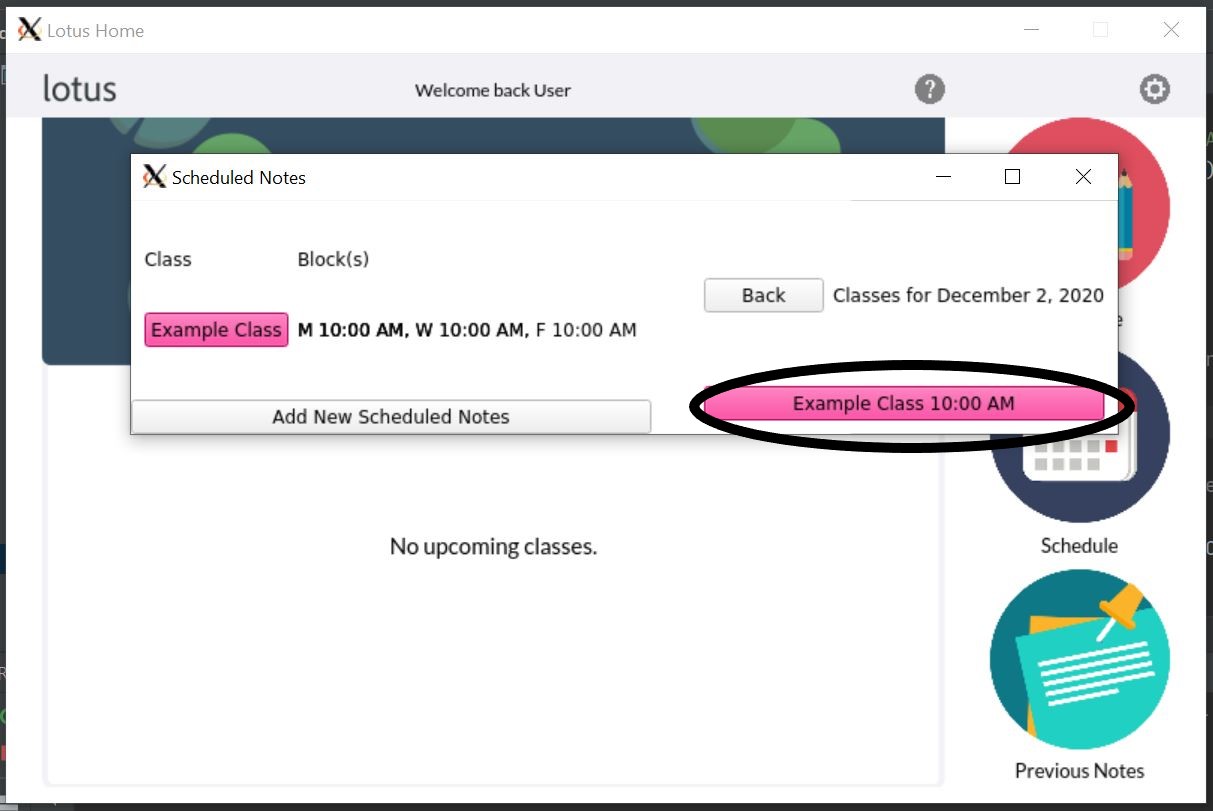 Lotus Home
lotus
Welcome back User
?
Scheduled Notes
Class Block(s)
Back Classes for December 2, 2020
Example Class M 10:00 AM, W 10:00 AM, F 10:00 AM
Example Class 10:00 AM
Add New Scheduled Notes
No upcoming classes.
Schedule
Previous Notes